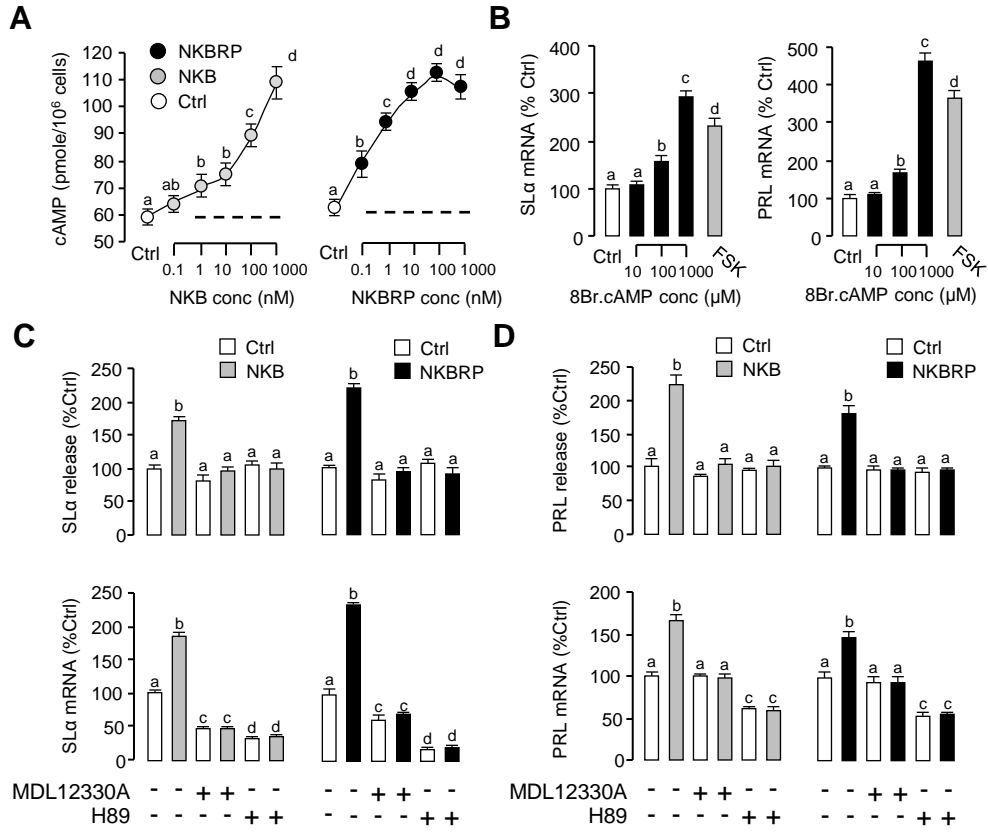 A
B
cAMP (pmole/10⁶ cells)
120
110
100
90
80
70
60
50
NKBRP
NKB
Ctrl
a
ab
b
b
c
d
a
b
c
d
d
d
Ctrl
0.1
1
10
100
1000
NKB conc (nM)
Ctrl
0.1
1
10
100
1000
NKBRP conc (nM)
SLα mRNA (% Ctrl)
400
300
200
100
0
a
a
b
c
d
Ctrl
10
100
1000
FSK
8Br.cAMP conc (µM)
PRL mRNA (% Ctrl)
500
400
300
200
100
0
a
a
b
c
d
Ctrl
10
100
1000
FSK
8Br.cAMP conc (µM)
C
Ctrl
NKB
Ctrl
NKBRP
SLα release (%Ctrl)
250
200
150
100
50
0
a
b
a
a
a
a
a
b
a
a
a
a
SLα mRNA (%Ctrl)
250
200
150
100
50
0
a
b
c
c
d
d
a
b
c
c
d
d
MDL12330A - - + + - - - - + + - -
H89 - - - - + + - - - - + +
D
Ctrl
NKB
Ctrl
NKBRP
PRL release (%Ctrl)
250
200
150
100
50
0
a
b
a
a
a
a
a
b
a
a
a
a
PRL mRNA (%Ctrl)
200
150
100
50
0
a
b
a
a
c
c
a
b
a
a
c
c
MDL12330A - - + + - - - - + + - -
H89 - - - - + + - - - - + +